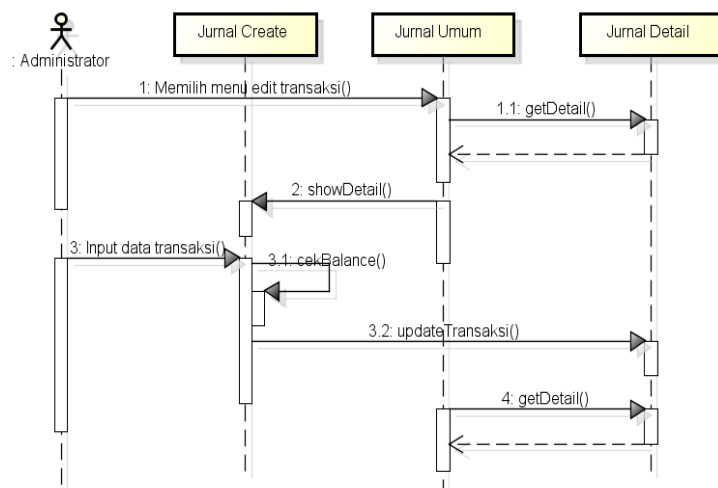 : Administrator
Jurnal Create
Jurnal Umum
Jurnal Detail
1: Memilih menu edit transaksi()
1.1: getDetail()
2: showDetail()
3: Input data transaksi()
3.1: cekBalance()
3.2: updateTransaksi()
4: getDetail()